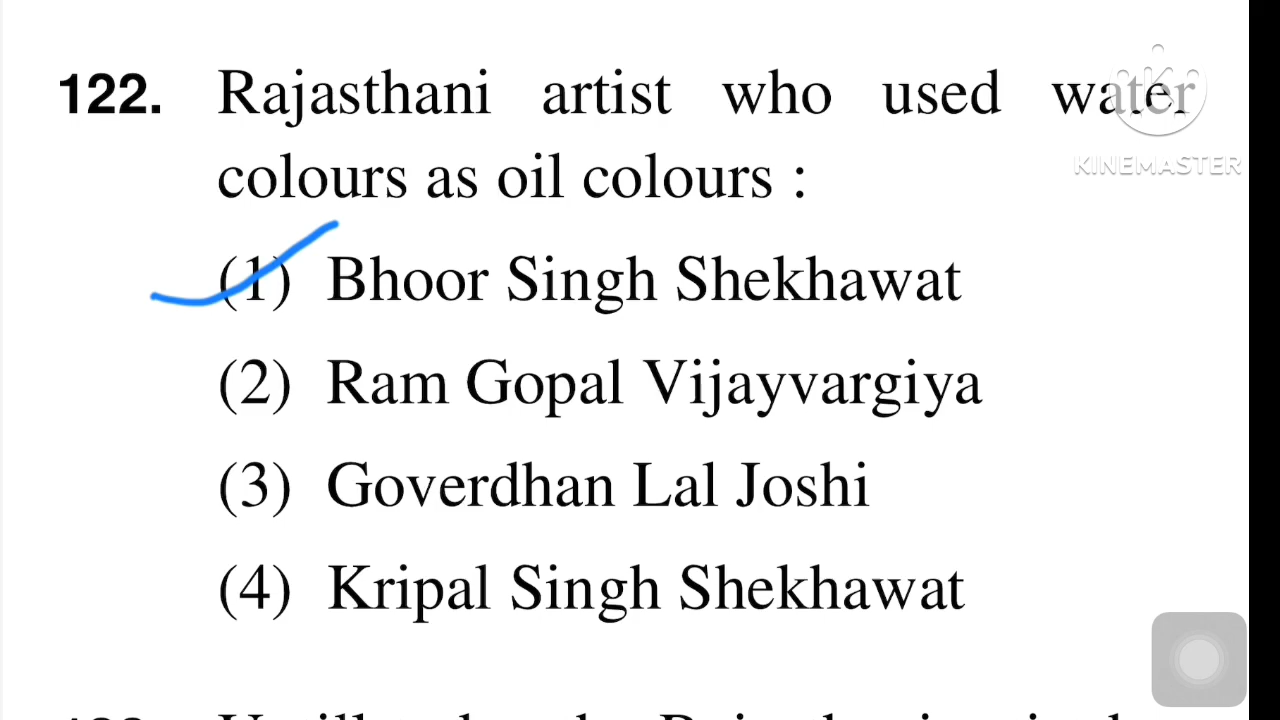 122. Rajasthani artist who used water
colours as oil colours :
(1) Bhoor Singh Shekhawat
(2) Ram Gopal Vijayvargiya
(3) Goverdhan Lal Joshi
(4) Kripal Singh Shekhawat
KINEMASTER